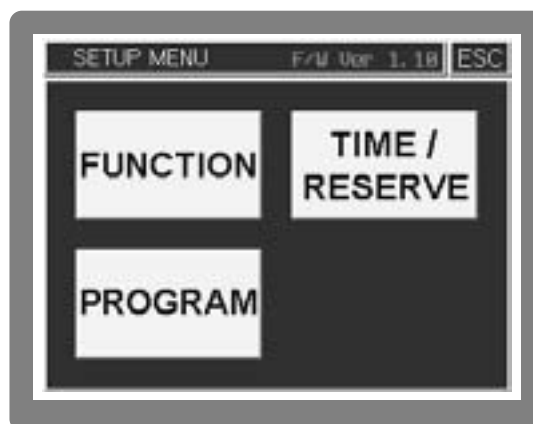 SETUP MENU F/W Ver 1.10 ESC
FUNCTION
TIME /
RESERVE
PROGRAM